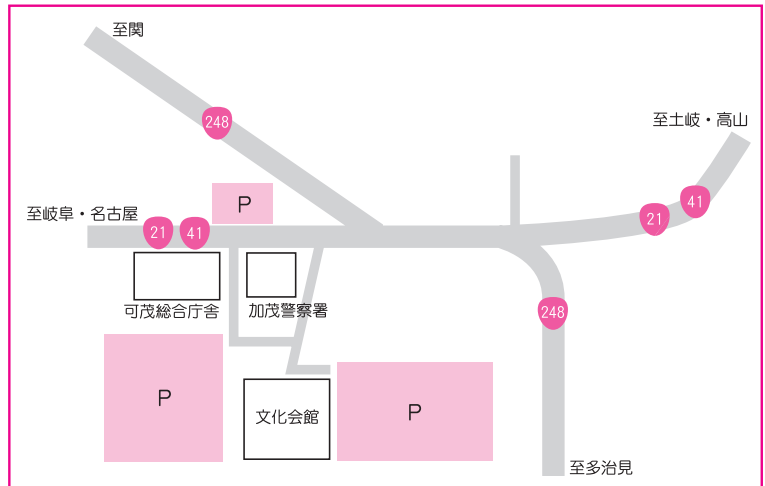 至関
248
至土岐・高山
P
至岐阜・名古屋
21
41
21
41
可茂総合庁舎
加茂警察署
248
P
文化会館
P
至多治見